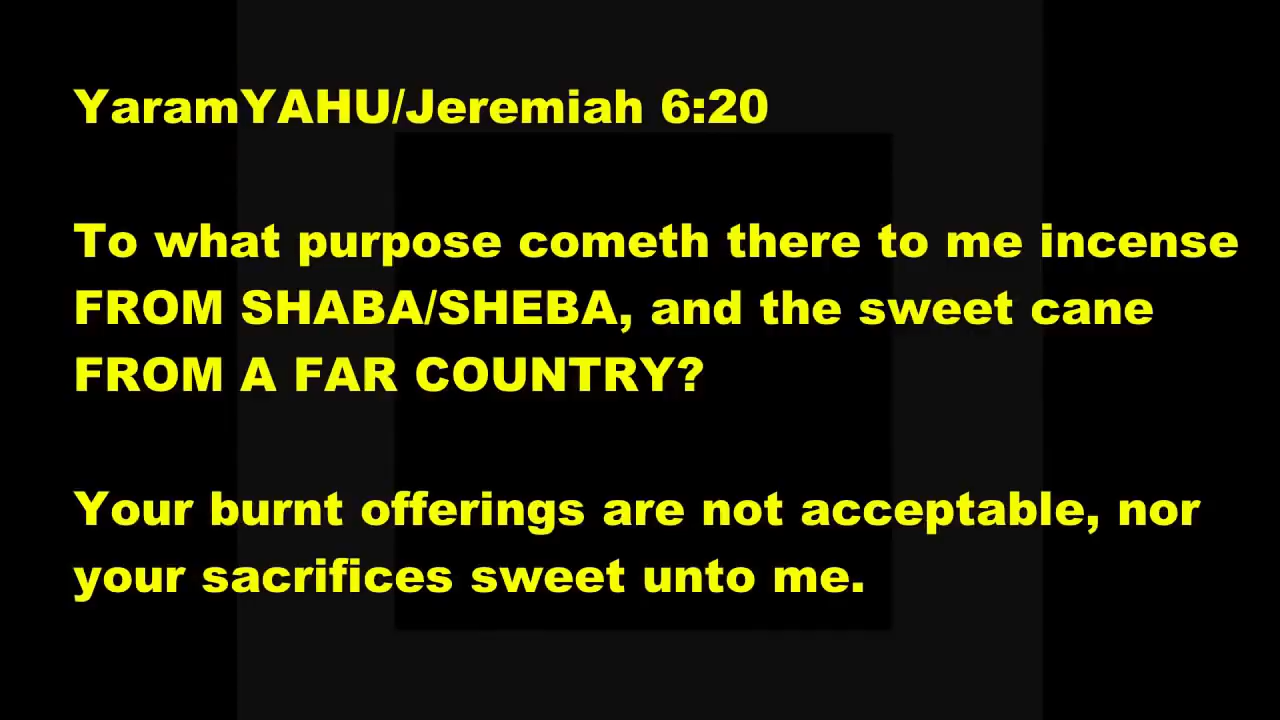 YaramYAHU/Jeremiah 6:20
To what purpose cometh there to me incense
FROM SHABA/SHEBA, and the sweet cane
FROM A FAR COUNTRY?
Your burnt offerings are not acceptable, nor
your sacrifices sweet unto me.